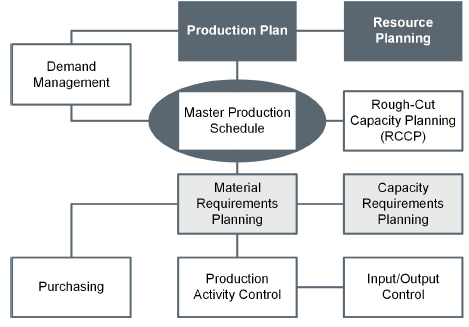 Production Plan
Resource
Planning
Demand
Management
Master Production
Schedule
Rough-Cut
Capacity Planning
(RCCP)
Material
Requirements
Planning
Capacity
Requirements
Planning
Purchasing
Production
Activity Control
Input/Output
Control